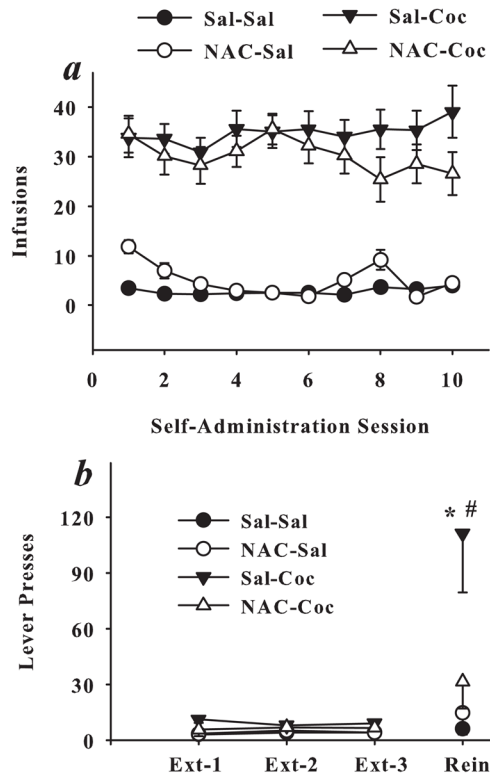 Sal-Sal Sal-Coc
NAC-Sal NAC-Coc
a
40
30
20
10
0
Infusions
0 2 4 6 8 10
Self-Administration Session
b
120
90
60
30
0
Lever Presses
Sal-Sal
NAC-Sal
Sal-Coc
NAC-Coc
* #
Ext-1 Ext-2 Ext-3 Rein